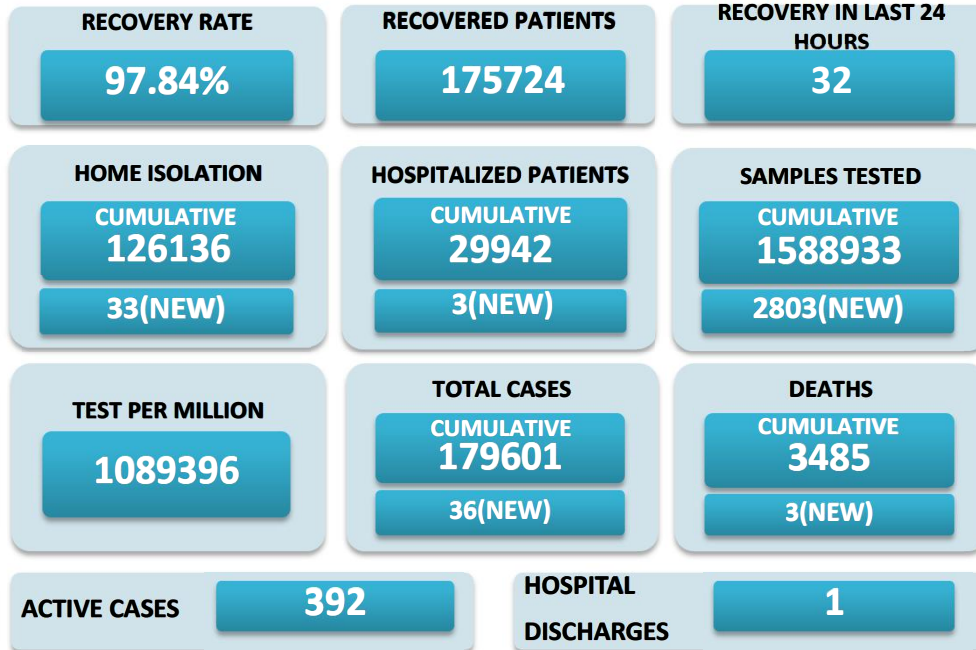 RECOVERY RATE
97.84%
RECOVERED PATIENTS
175724
RECOVERY IN LAST 24
HOURS
32
HOME ISOLATION
CUMULATIVE
126136
33(NEW)
HOSPITALIZED PATIENTS
CUMULATIVE
29942
3(NEW)
SAMPLES TESTED
CUMULATIVE
1588933
2803(NEW)
TEST PER MILLION
1089396
TOTAL CASES
CUMULATIVE
179601
36(NEW)
DEATHS
CUMULATIVE
3485
3(NEW)
ACTIVE CASES
392
HOSPITAL
DISCHARGES
1